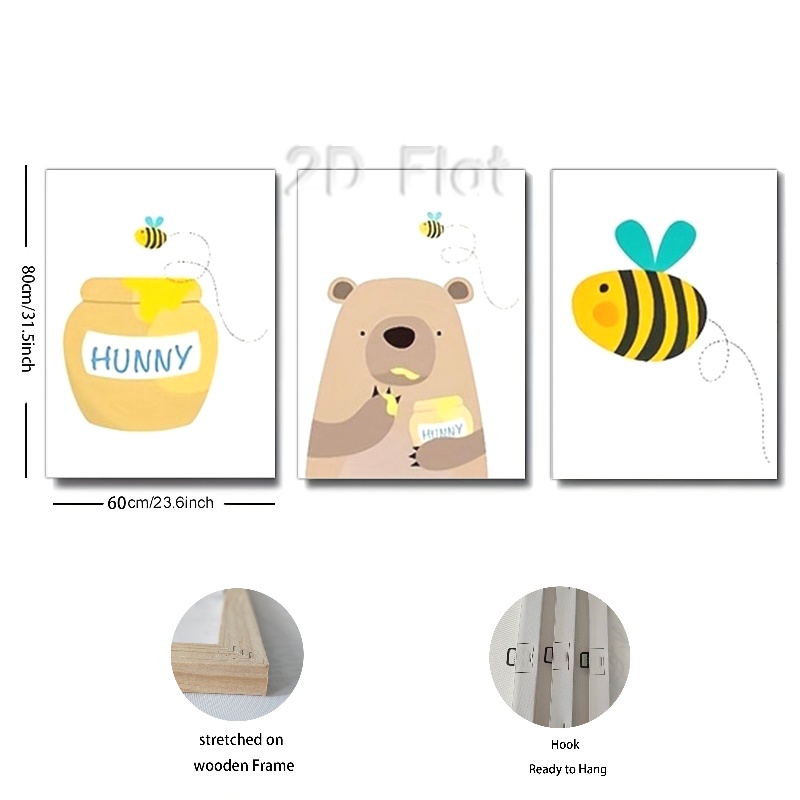 2D Flat
80cm/31.5inch
HUNNY
HUNNY
60cm/23.6inch
stretched on
wooden Frame
Hook
Ready to Hang